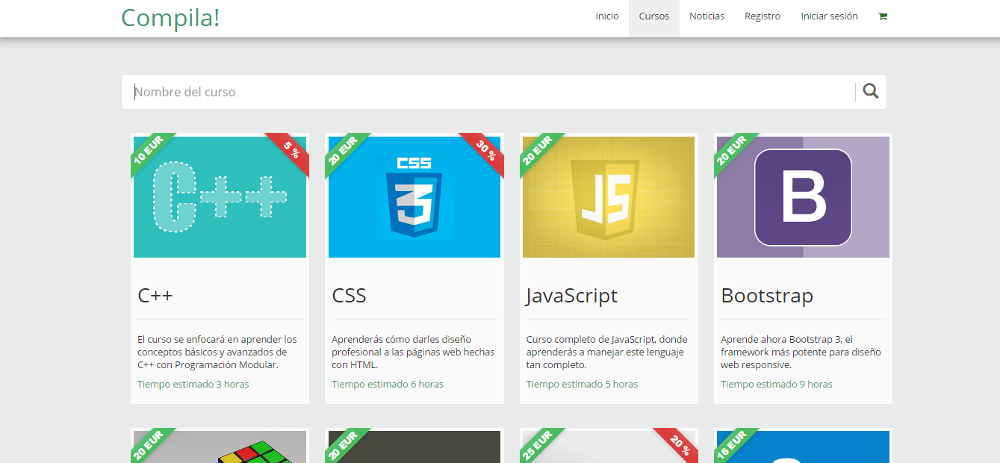 Compila!
Inicio
Cursos
Noticias
Registro
Iniciar sesión
Nombre del curso
10 EUR
5 %
C++
20 EUR
30 %
CSS
3
20 EUR
JS
20 EUR
B
C++
El curso se enfocará en aprender los
conceptos básicos y avanzados de
C++ con Programación Modular.
Tiempo estimado 3 horas
CSS
Aprenderás cómo darles diseño
profesional a las páginas web hechas
con HTML.
Tiempo estimado 6 horas
JavaScript
Curso completo de JavaScript, donde
aprenderás a manejar este lenguaje
tan completo.
Tiempo estimado 5 horas
Bootstrap
Aprende ahora Bootstrap 3, el
framework más potente para diseño
web responsive.
Tiempo estimado 9 horas
20 EUR
20 EUR
25 EUR
20 %
16 EUR